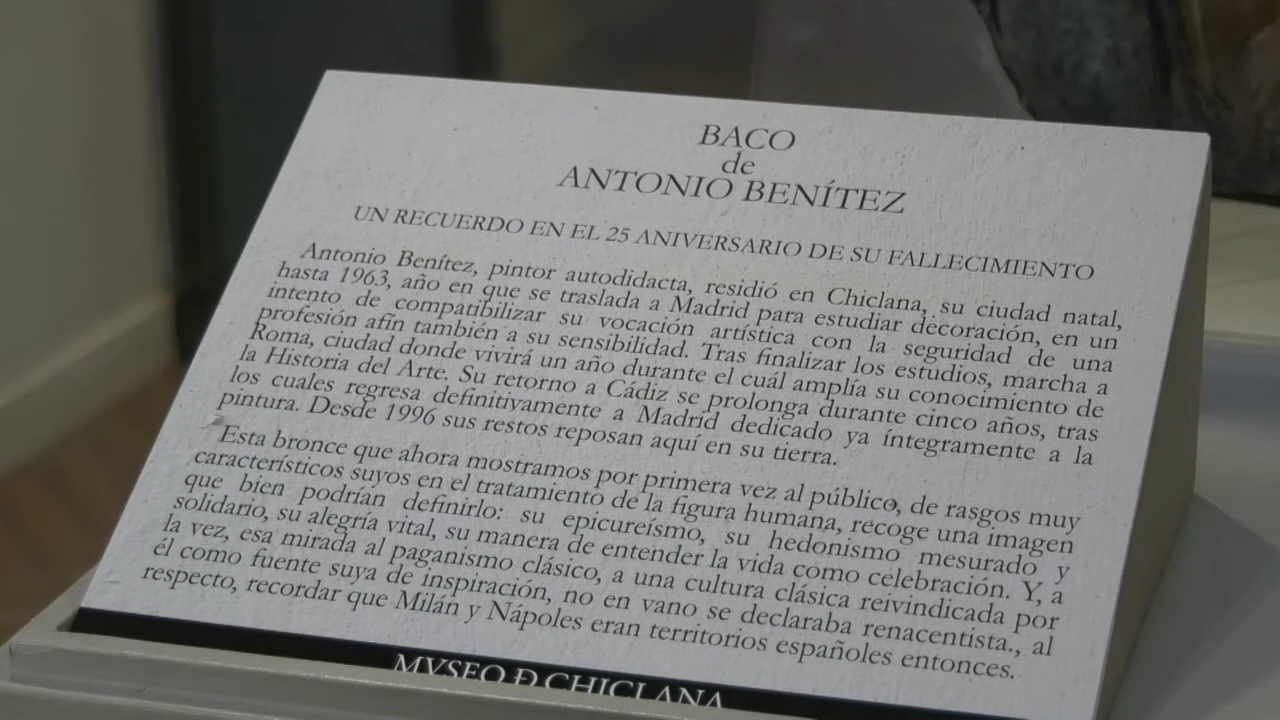 BACO
de
ANTONIO BENÍTEZ
UN RECUERDO EN EL 25 ANIVERSARIO DE SU FALLECIMIENTO
Antonio Benítez, pintor autodidacta, residió en Chiclana, su ciudad natal,
hasta 1963, año en que se traslada a Madrid para estudiar decoración, en un
intento de compatibilizar su vocación artística con la seguridad de una
profesión afín también a su sensibilidad. Tras finalizar los estudios, marcha a
Roma, ciudad donde vivirá un año durante el cuál amplía su conocimiento de
la Historia del Arte. Su retorno a Cádiz se prolonga durante cinco años, tras
los cuales regresa definitivamente a Madrid dedicado ya íntegramente a la
pintura. Desde 1996 sus restos reposan aquí en su tierra.
Esta bronce que ahora mostramos por primera vez al público, de rasgos muy
característicos suyos en el tratamiento de la figura humana, recoge una imagen
que bien podrían definirlo: su epicureísmo, su hedonismo mesurado y
solidario, su alegría vital, su manera de entender la vida como celebración. Y, a
la vez, esa mirada al paganismo clásico, a una cultura clásica reivindicada por
él como fuente suya de inspiración, no en vano se declaraba renacentista., al
respecto, recordar que Milán y Nápoles eran territorios españoles entonces.
MVSEO Đ CHICLANA